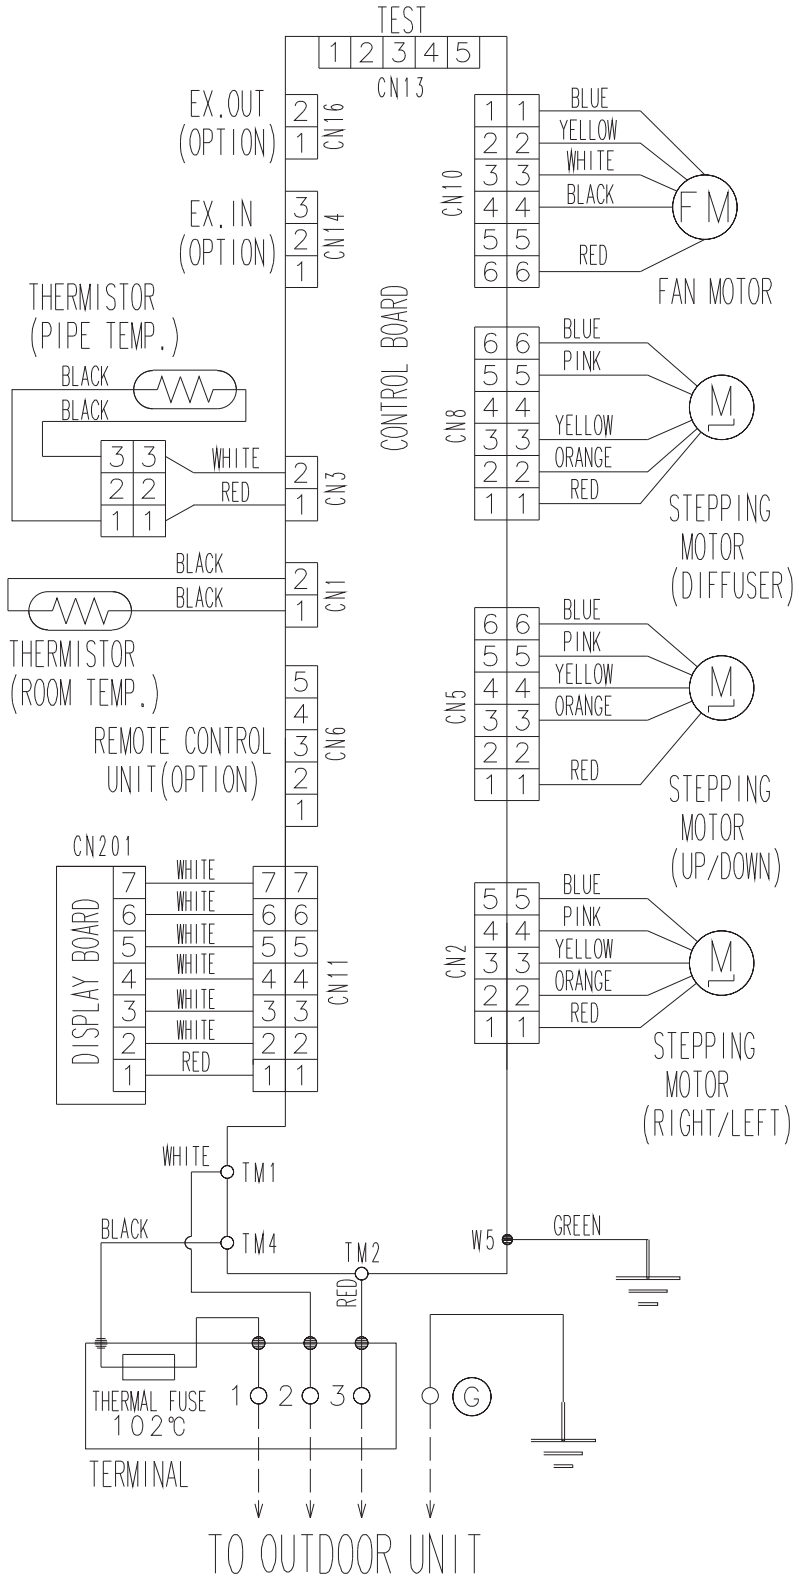 TEST
1 2 3 4 5
CN13
EX.OUT
(OPTION)
2
1
CN16
EX.IN
(OPTION)
3
2
1
CN14
THERMISTOR
(PIPE TEMP.)
BLACK
BLACK
3 3
2 2
1 1
WHITE
RED
2
1
CN3
BLACK
BLACK
2
1
CN1
THERMISTOR
(ROOM TEMP.)
REMOTE CONTROL
UNIT(OPTION)
5
4
3
2
1
CN6
CN201
DISPLAY BOARD
7 WHITE 7 7
6 WHITE 6 6
5 WHITE 5 5
4 WHITE 4 4
3 WHITE 3 3
2 WHITE 2 2
1 RED 1 1
CN11
CONTROL BOARD
CN10
1 1 BLUE
2 2 YELLOW
3 3 WHITE
4 4 BLACK
5 5
6 6 RED
FM
FAN MOTOR
CN8
6 6 BLUE
5 5 PINK
4 4
3 3 YELLOW
2 2 ORANGE
1 1 RED
M
STEPPING
MOTOR
(DIFFUSER)
CN5
6 6 BLUE
5 5 PINK
4 4 YELLOW
3 3 ORANGE
2 2
1 1 RED
M
STEPPING
MOTOR
(UP/DOWN)
CN2
5 5 BLUE
4 4 PINK
3 3 YELLOW
2 2 ORANGE
1 1 RED
M
STEPPING
MOTOR
(RIGHT/LEFT)
WHITE
TM1
BLACK
TM4
TM2
RED
W5
GREEN
THERMAL FUSE
102℃
1 2 3
G
TERMINAL
TO OUTDOOR UNIT